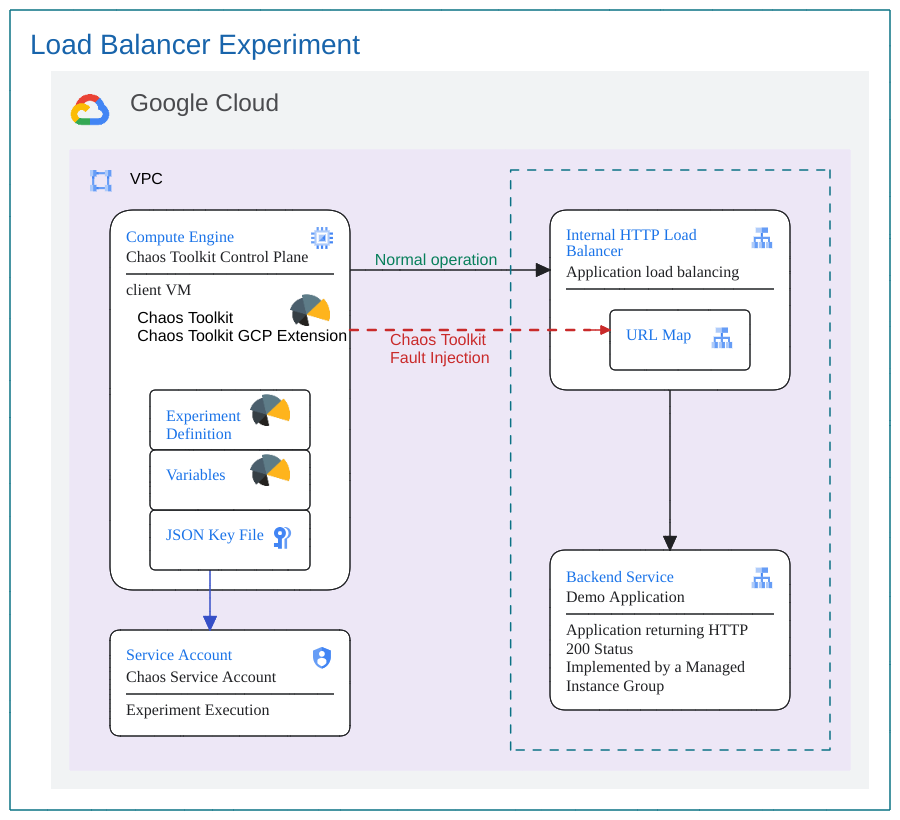 Load Balancer Experiment
Google Cloud
VPC
Compute Engine
Chaos Toolkit Control Plane
client VM
Chaos Toolkit
Chaos Toolkit GCP Extension
Experiment
Definition
Variables
JSON Key File
Service Account
Chaos Service Account
Experiment Execution
Normal operation
Chaos Toolkit
Fault Injection
Internal HTTP Load
Balancer
Application load balancing
URL Map
Backend Service
Demo Application
Application returning HTTP
200 Status
Implemented by a Managed
Instance Group